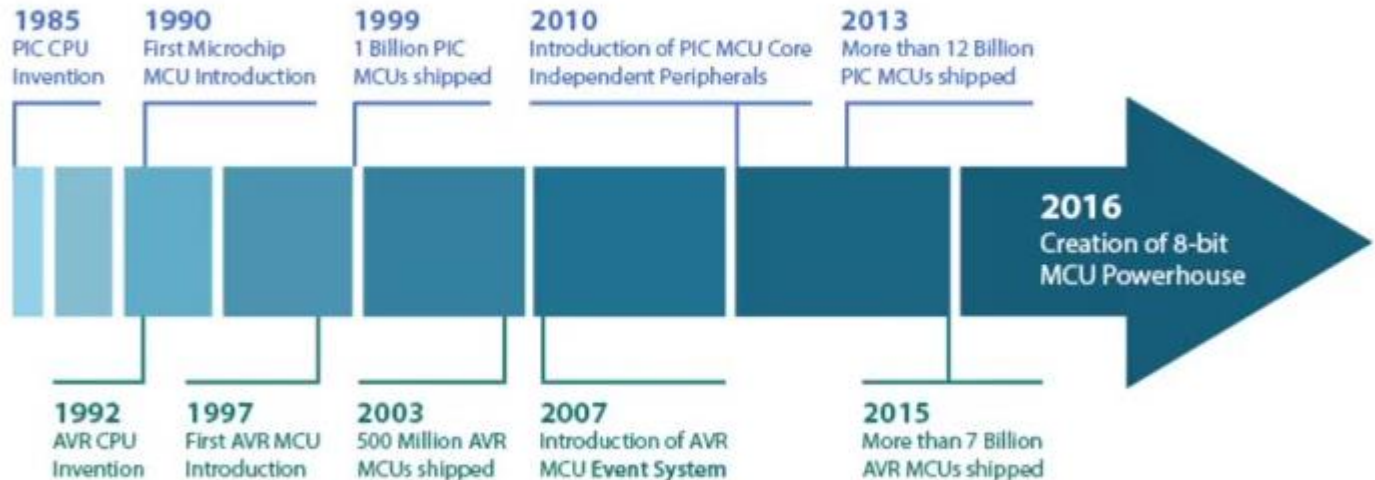 1985
PIC CPU
Invention
1990
First Microchip
MCU Introduction
1999
1 Billion PIC
MCUs shipped
2010
Introduction of PIC MCU Core
Independent Peripherals
2013
More than 12 Billion
PIC MCUs shipped
2016
Creation of 8-bit
MCU Powerhouse
1992
AVR CPU
Invention
1997
First AVR MCU
Introduction
2003
500 Million AVR
MCUs shipped
2007
Introduction of AVR
MCU Event System
2015
More than 7 Billion
AVR MCUs shipped